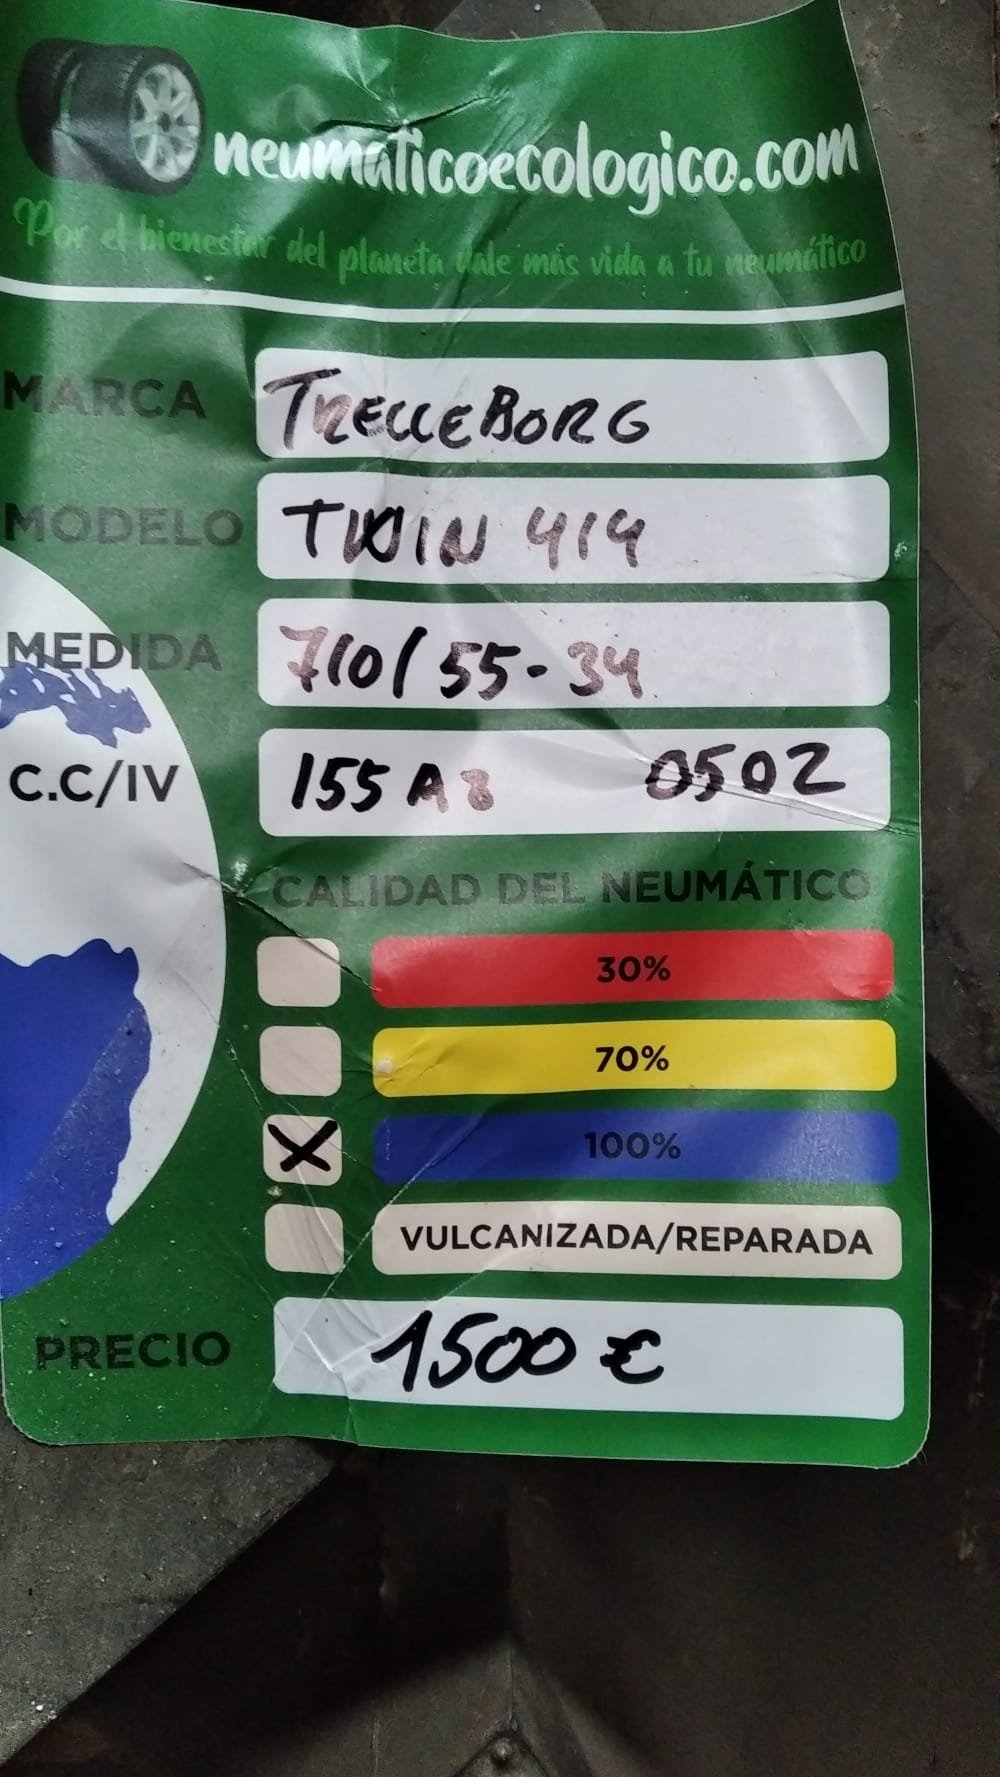 neumaticoecologico.com
Por el bienestar del planeta dale más vida a tu neumático
MARCA TRELLEBORG
MODELO TWIN 414
MEDIDA 710/55-34
C.C/IV 155 A8 0502
CALIDAD DEL NEUMÁTICO
30%
70%
X 100%
VULCANIZADA/REPARADA
PRECIO 1500 €